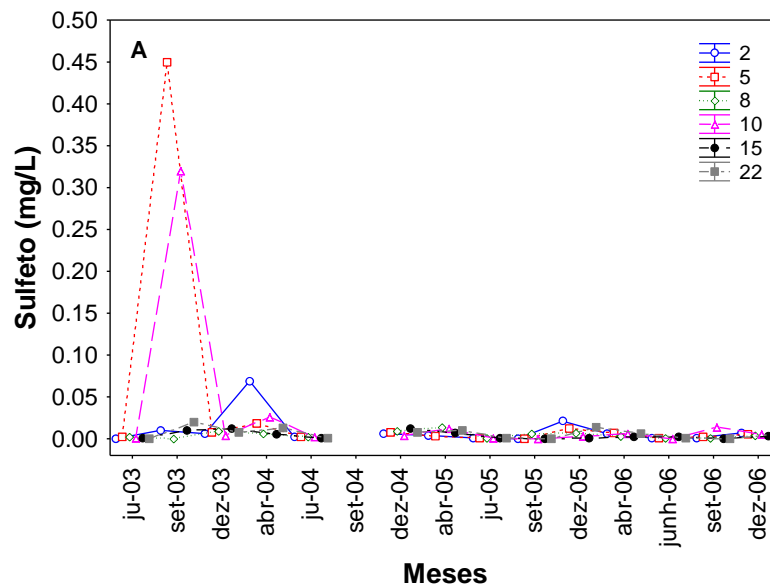 A
0.50
0.45
0.40
0.35
0.30
0.25
0.20
0.15
0.10
0.05
0.00
Sulfeto (mg/L)
2
5
8
10
15
22
ju-03
set-03
dez-03
abr-04
ju-04
set-04
dez-04
abr-05
ju-05
set-05
dez-05
abr-06
junh-06
set-06
dez-06
Meses